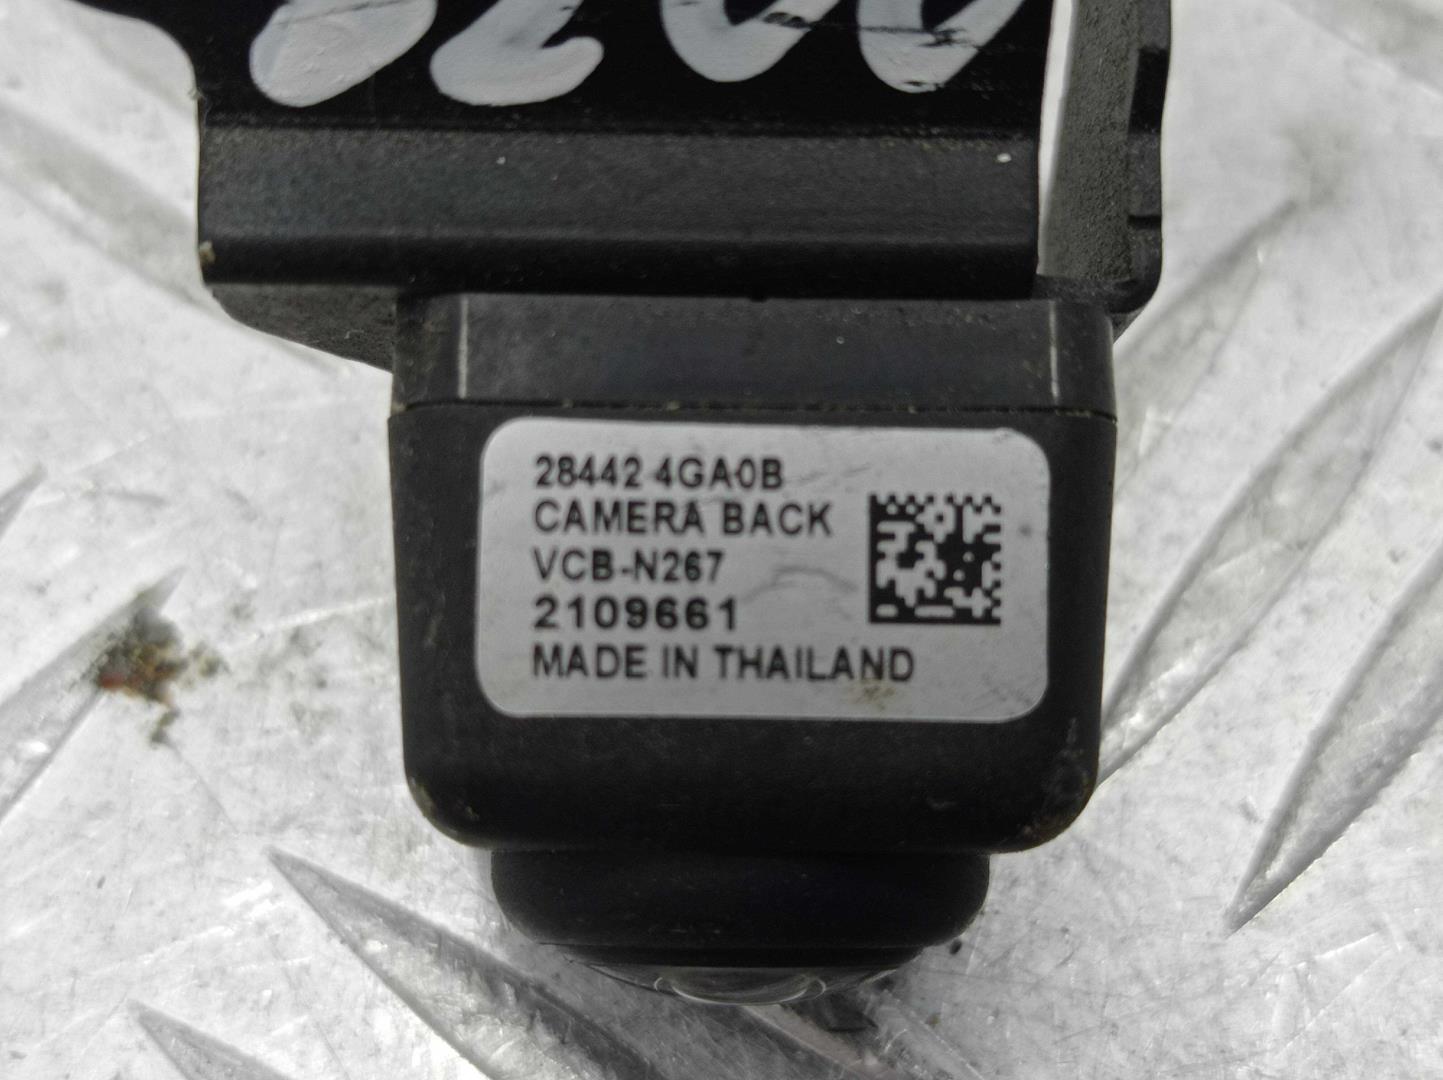 28442 4GA0B
CAMERA BACK
VCB-N267
2109661
MADE IN THAILAND